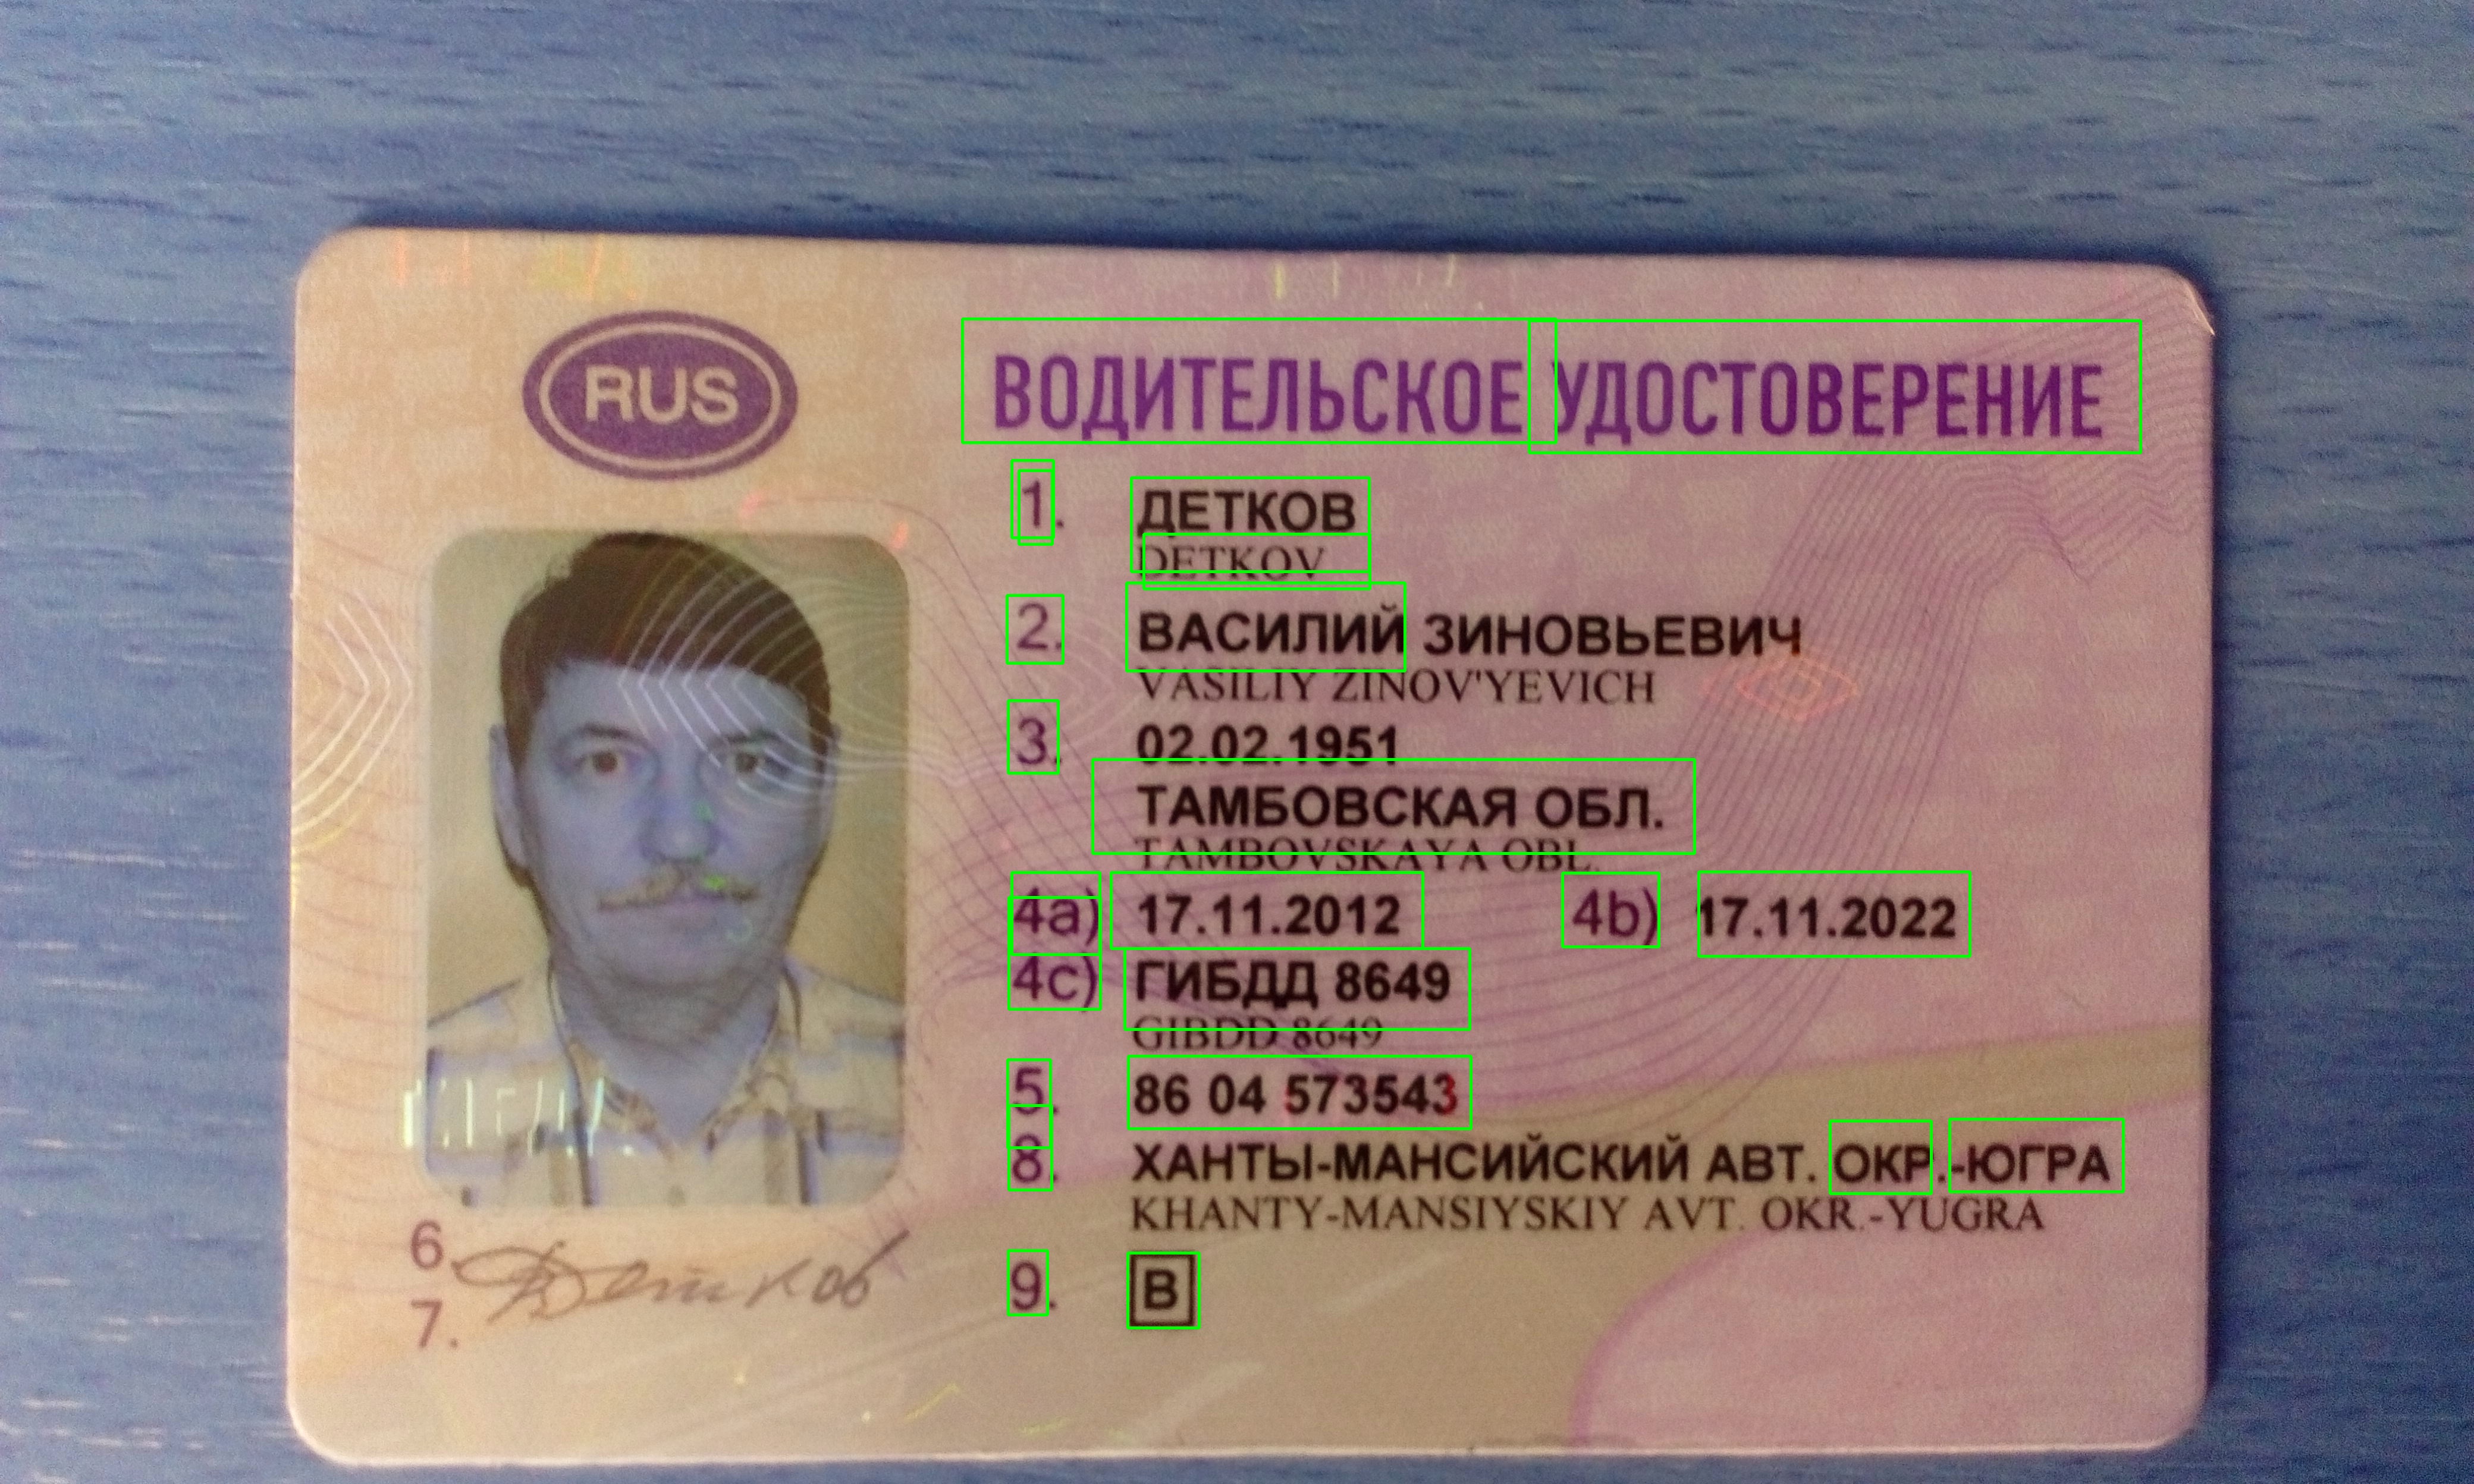 RUS
ВОДИТЕЛЬСКОЕ УДОСТОВЕРЕНИЕ
1. ДЕТКОВ
DETKOV
2. ВАСИЛИЙ ЗИНОВЬЕВИЧ
VASILIY ZINOV'YEVICH
3. 02.02.1951
ТАМБОВСКАЯ ОБЛ.
TAMBOVSKAYA OBL.
4a) 17.11.2012 4b) 17.11.2022
4c) ГИБДД 8649
GIBDD 8649
5. 86 04 573543
8. ХАНТЫ-МАНСИЙСКИЙ АВТ. ОКР.-ЮГРА
KHANTY-MANSIYSKIY AVT. OKR.-YUGRA
6.
7.
9. B